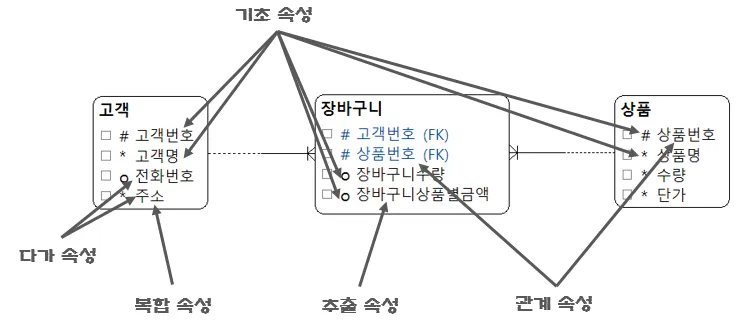 기초 속성
고객
# 고객번호
* 고객명
o 전화번호
* 주소
장바구니
# 고객번호 (FK)
# 상품번호 (FK)
o 장바구니수량
o 장바구니상품별금액
상품
# 상품번호
* 상품명
* 수량
* 단가
다가 속성
복합 속성
추출 속성
관계 속성